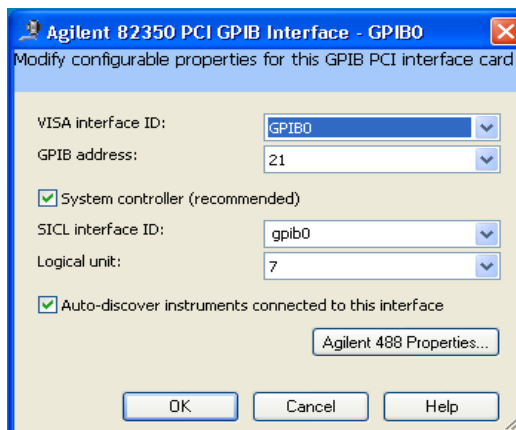 Agilent 82350 PCI GPIB Interface - GPIB0
Modify configurable properties for this GPIB PCI interface card
VISA interface ID: GPIB0
GPIB address: 21
System controller (recommended)
SICL interface ID: gpib0
Logical unit: 7
Auto-discover instruments connected to this interface
Agilent 488 Properties...
OK Cancel Help